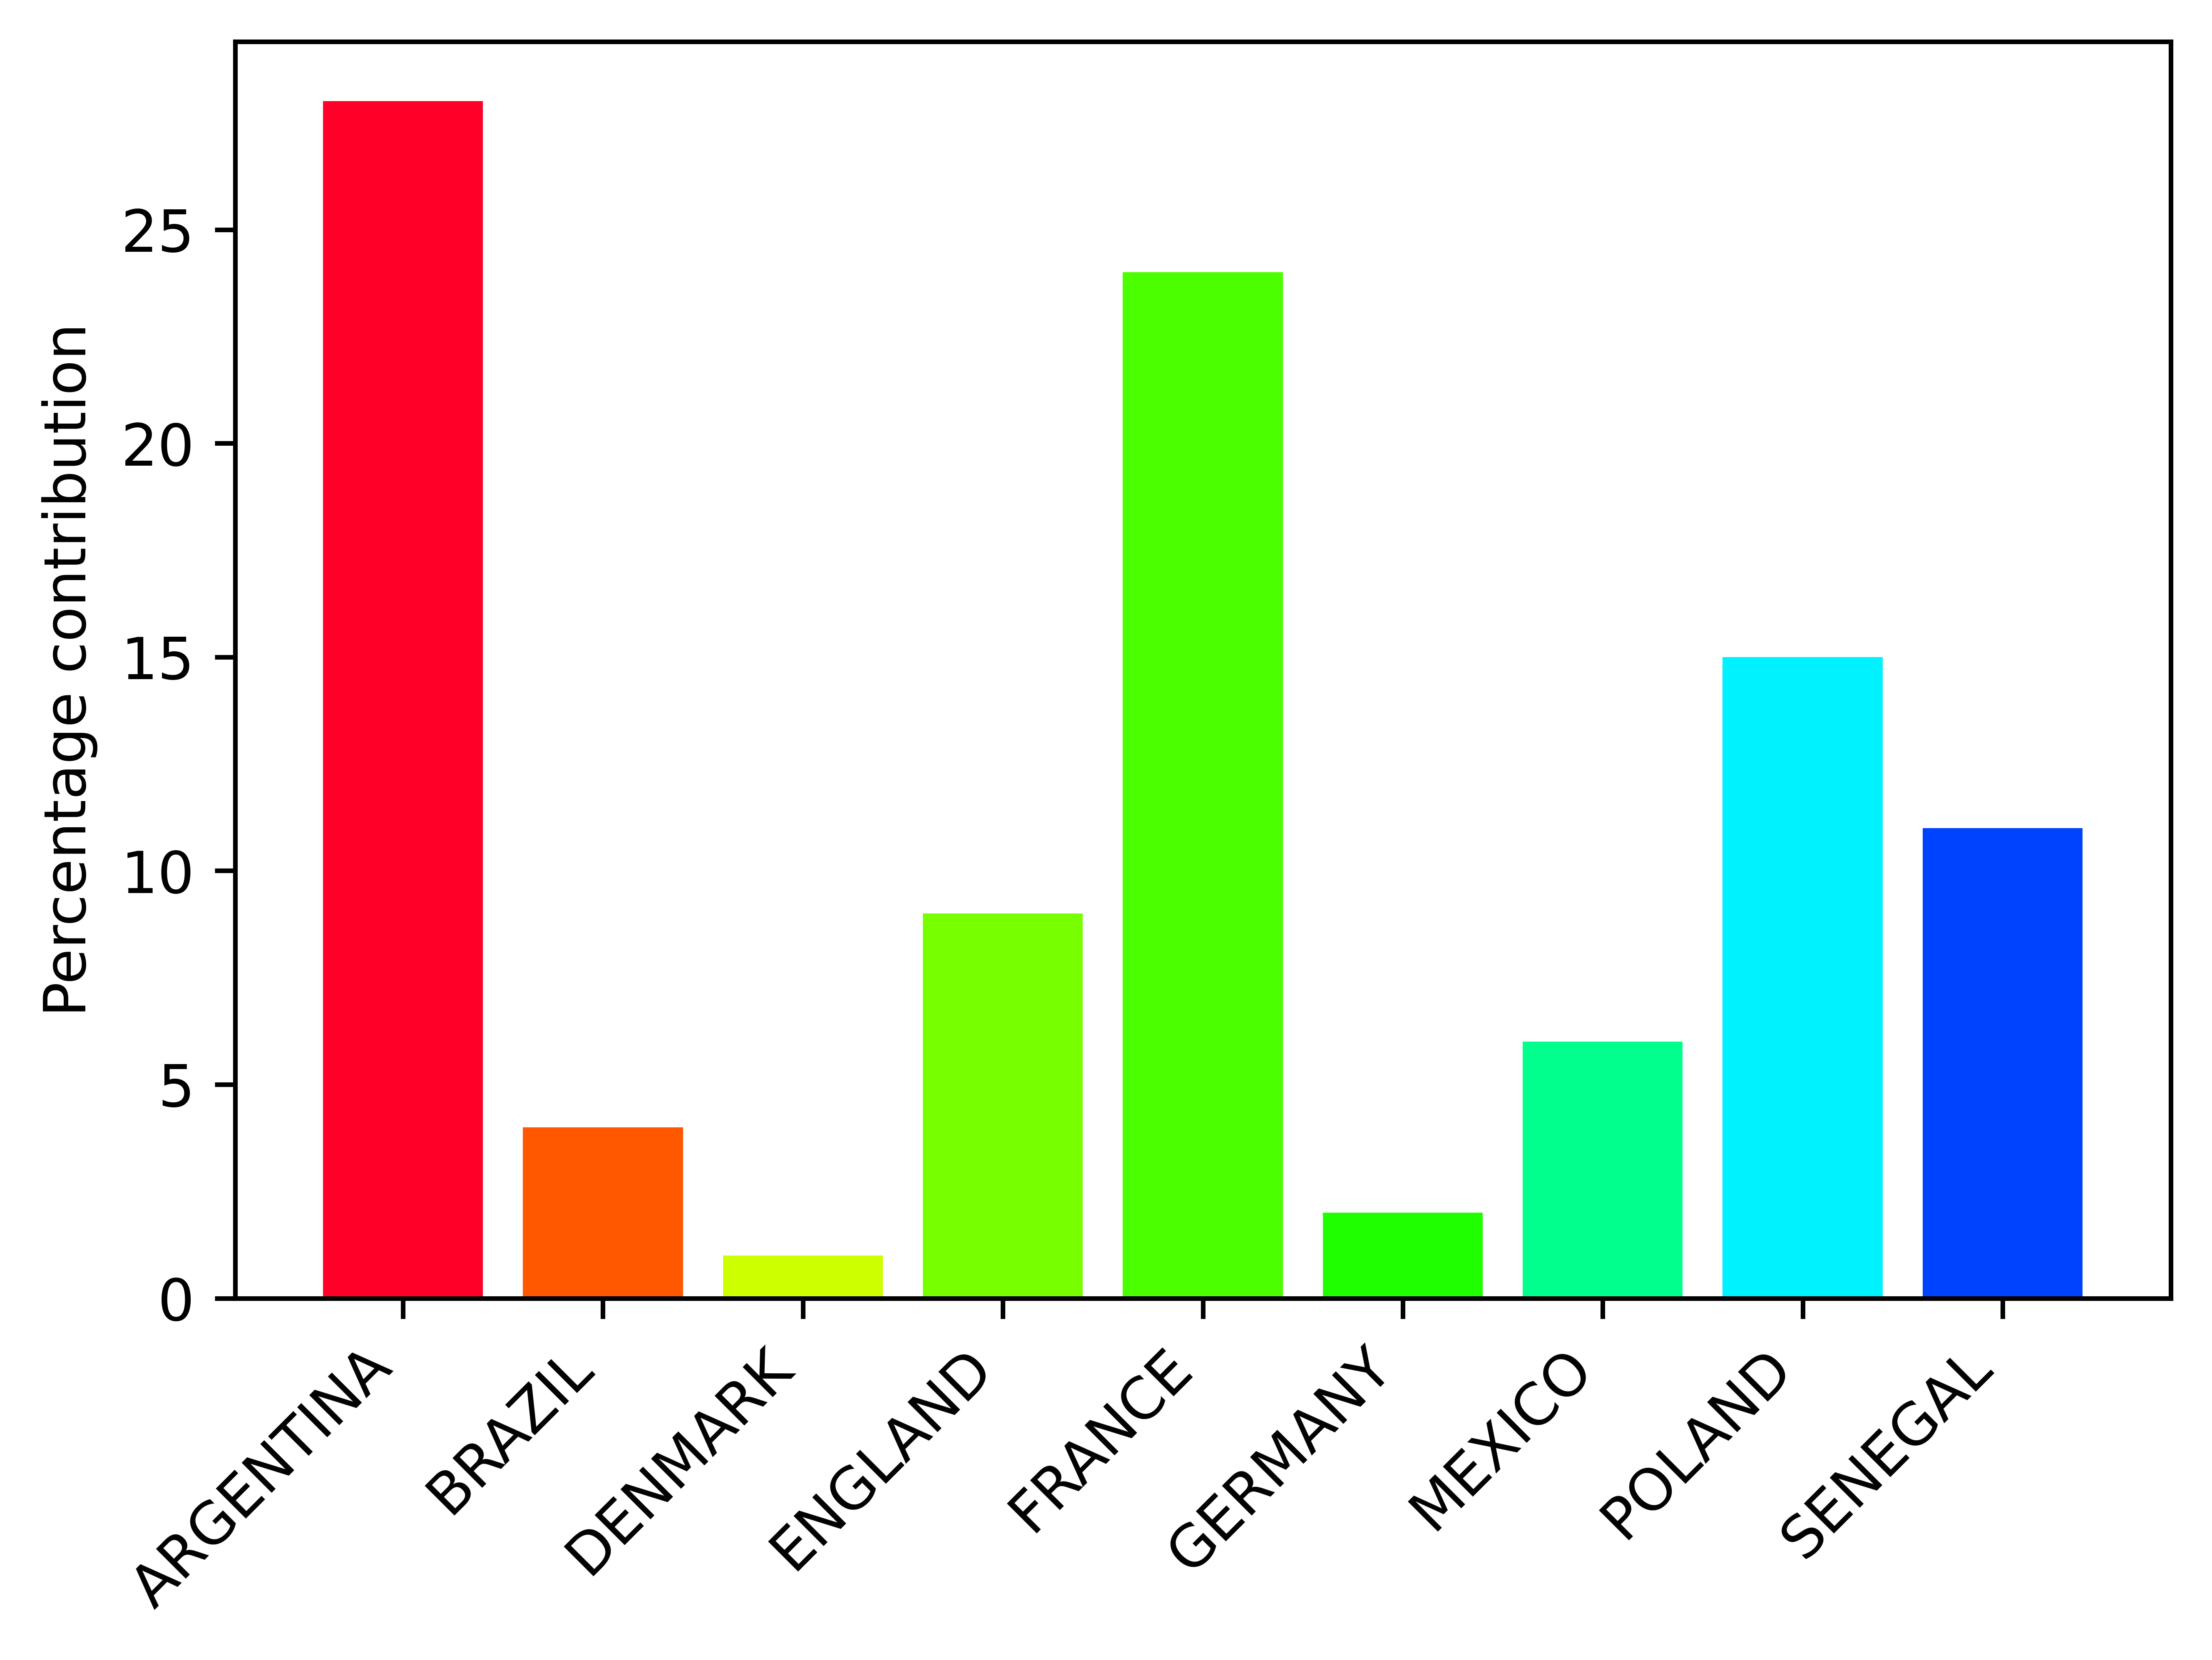 Percentage contribution
25
20
15
10
5
0
ARGENTINA
BRAZIL
DENMARK
ENGLAND
FRANCE
GERMANY
MEXICO
POLAND
SENEGAL